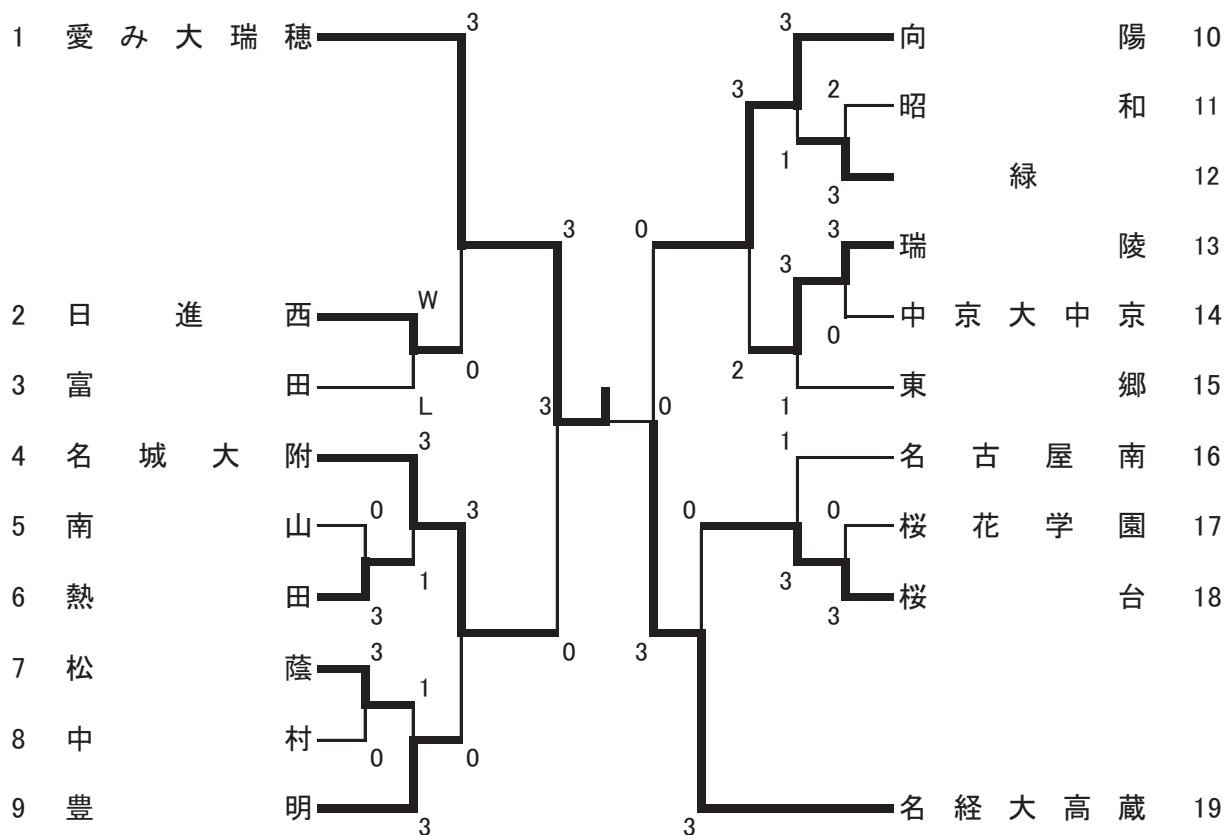 3 3
1 愛み大瑞穂 向陽 10
3 2
昭和 11
1
緑 12
3
3 0 3
3 瑞陵 13
W
2 日進西 中京大中京 14
0
0 2
3 富田 東郷 15
L 3 0 1
3 1
4 名城大附 名古屋南 16
0 3 0 0
5 南山 桜花学園 17
1 3
6 熱田 桜台 18
3 3
3 0 3
7 松蔭
1
8 中村
0 0
9 豊明 名経大高蔵 19
3 3